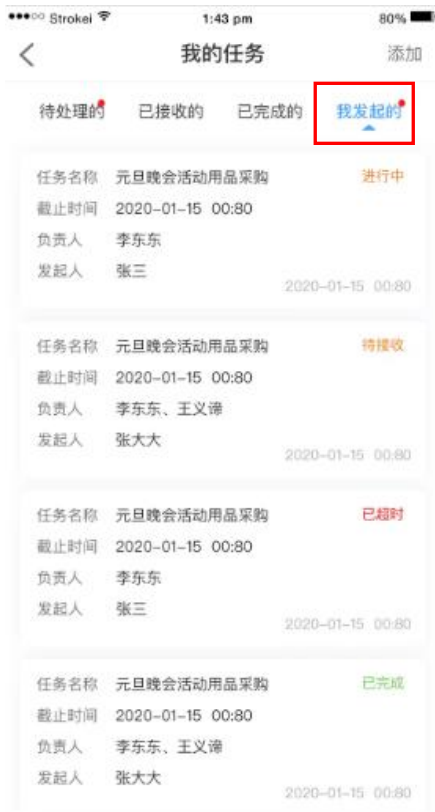 Strokei 1:43 pm 80%
我的任务 添加
待处理的 已接收的 已完成的 我发起的
任务名称 元旦晚会活动用品采购 进行中
截止时间 2020-01-15 00:80
负责人 李东东
发起人 张三
2020-01-15 00:80
任务名称 元旦晚会活动用品采购 待接收
截止时间 2020-01-15 00:80
负责人 李东东、王义谛
发起人 张大大
2020-01-15 00:80
任务名称 元旦晚会活动用品采购 已超时
截止时间 2020-01-15 00:80
负责人 李东东
发起人 张三
2020-01-15 00:80
任务名称 元旦晚会活动用品采购 已完成
截止时间 2020-01-15 00:80
负责人 李东东、王义谛
发起人 张大大
2020-01-15 00:80